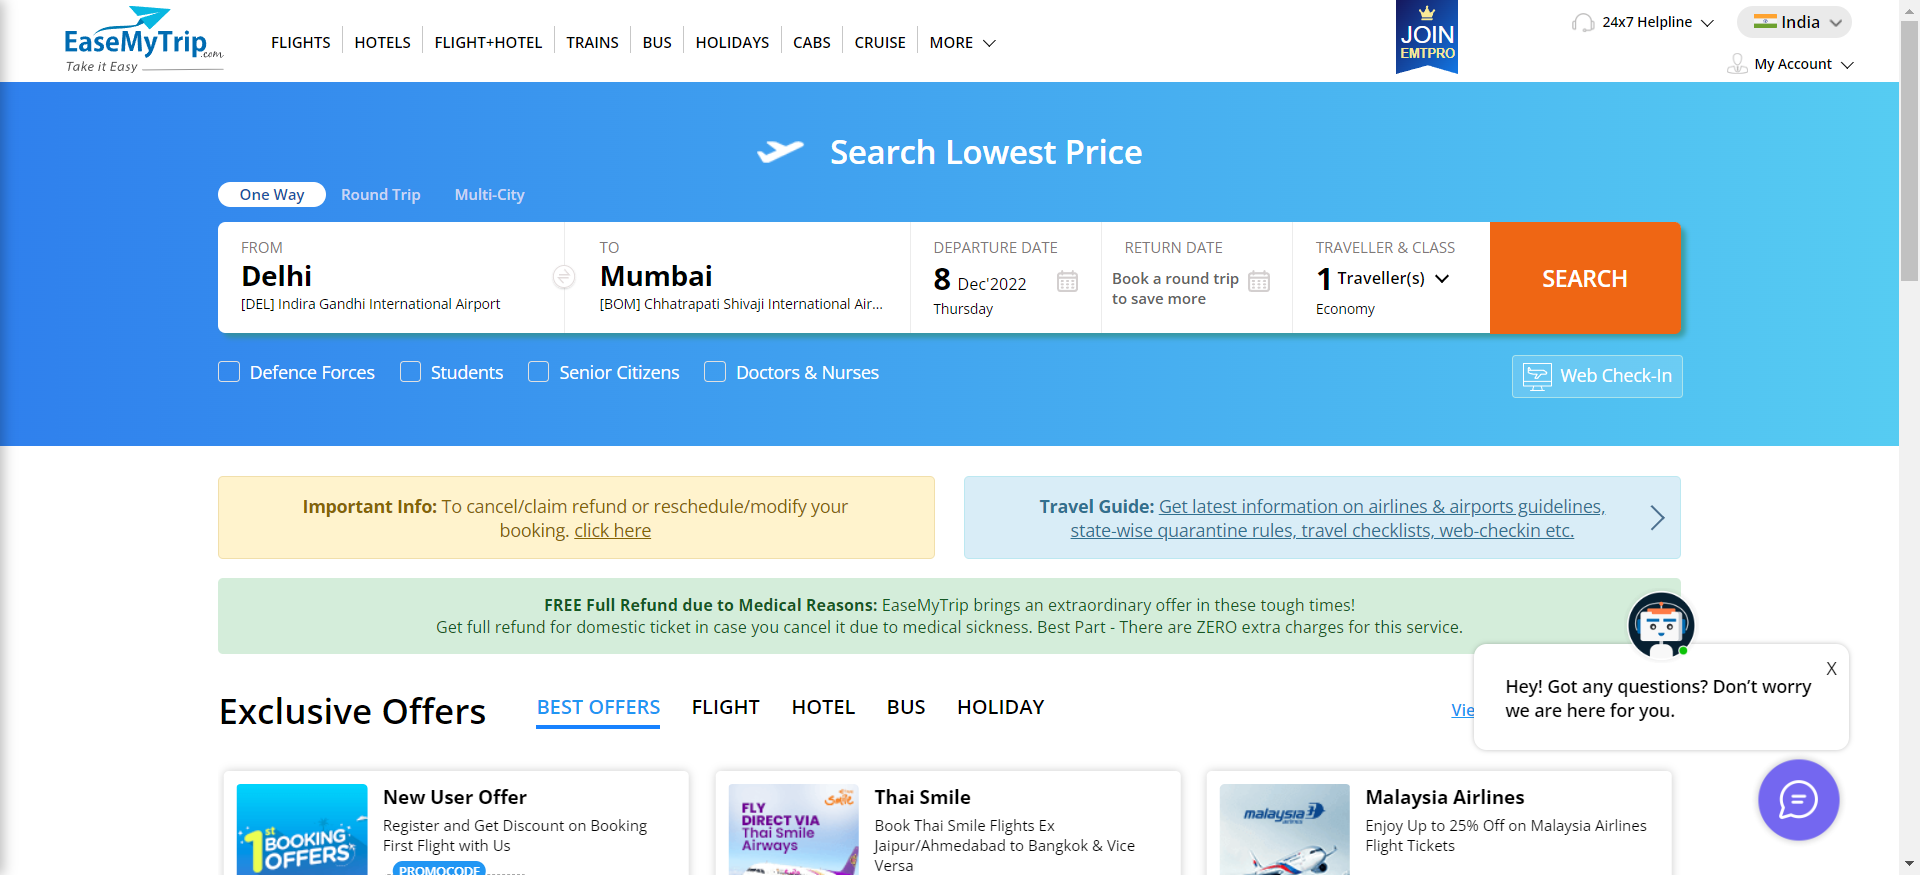 EaseMyTrip.com
Take it Easy
FLIGHTS
HOTELS
FLIGHT+HOTEL
TRAINS
BUS
HOLIDAYS
CABS
CRUISE
MORE
JOIN
EMTPRO
24x7 Helpline
India
My Account
Search Lowest Price
One Way
Round Trip
Multi-City
FROM
Delhi
[DEL] Indira Gandhi International Airport
TO
Mumbai
[BOM] Chhatrapati Shivaji International Air...
DEPARTURE DATE
8 Dec'2022
Thursday
RETURN DATE
Book a round trip
to save more
TRAVELLER & CLASS
1 Traveller(s)
Economy
SEARCH
Defence Forces
Students
Senior Citizens
Doctors & Nurses
Web Check-In
Important Info: To cancel/claim refund or reschedule/modify your
booking. click here
Travel Guide: Get latest information on airlines & airports guidelines,
state-wise quarantine rules, travel checklists, web-checkin etc.
FREE Full Refund due to Medical Reasons: EaseMyTrip brings an extraordinary offer in these tough times!
Get full refund for domestic ticket in case you cancel it due to medical sickness. Best Part - There are ZERO extra charges for this service.
X
Hey! Got any questions? Don't worry
we are here for you.
Exclusive Offers
BEST OFFERS
FLIGHT
HOTEL
BUS
HOLIDAY
1st
BOOKING
OFFERS
New User Offer
Register and Get Discount on Booking
First Flight with Us
PROMOCODE
Smile
FLY
DIRECT VIA
Thai Smile
Airways
Thai Smile
Book Thai Smile Flights Ex
Jaipur/Ahmedabad to Bangkok & Vice
Versa
malaysia
airlines
Malaysia Airlines
Enjoy Up to 25% Off on Malaysia Airlines
Flight Tickets